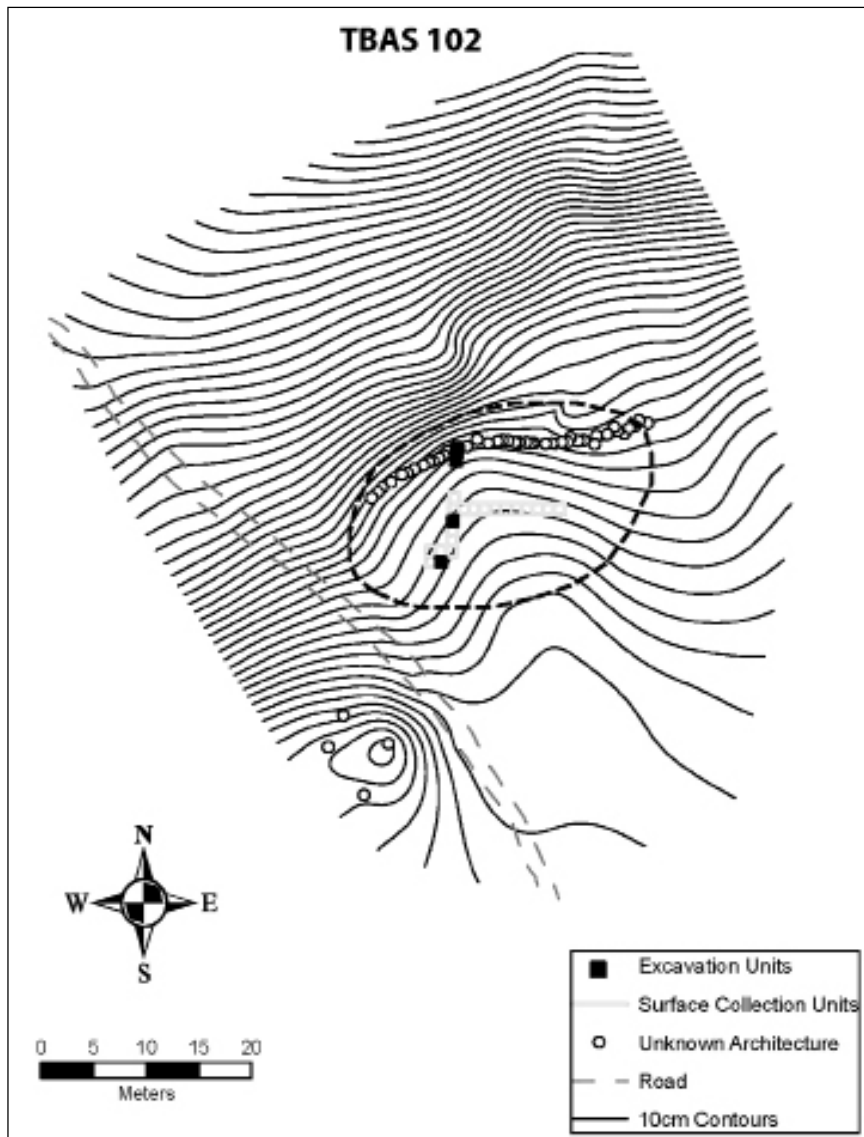 TBAS 102
N
W E
S
0 5 10 15 20
Meters
Excavation Units
Surface Collection Units
Unknown Architecture
Road
10cm Contours